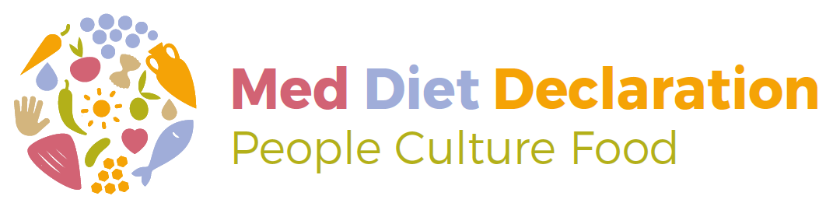 Med Diet Declaration
People Culture Food